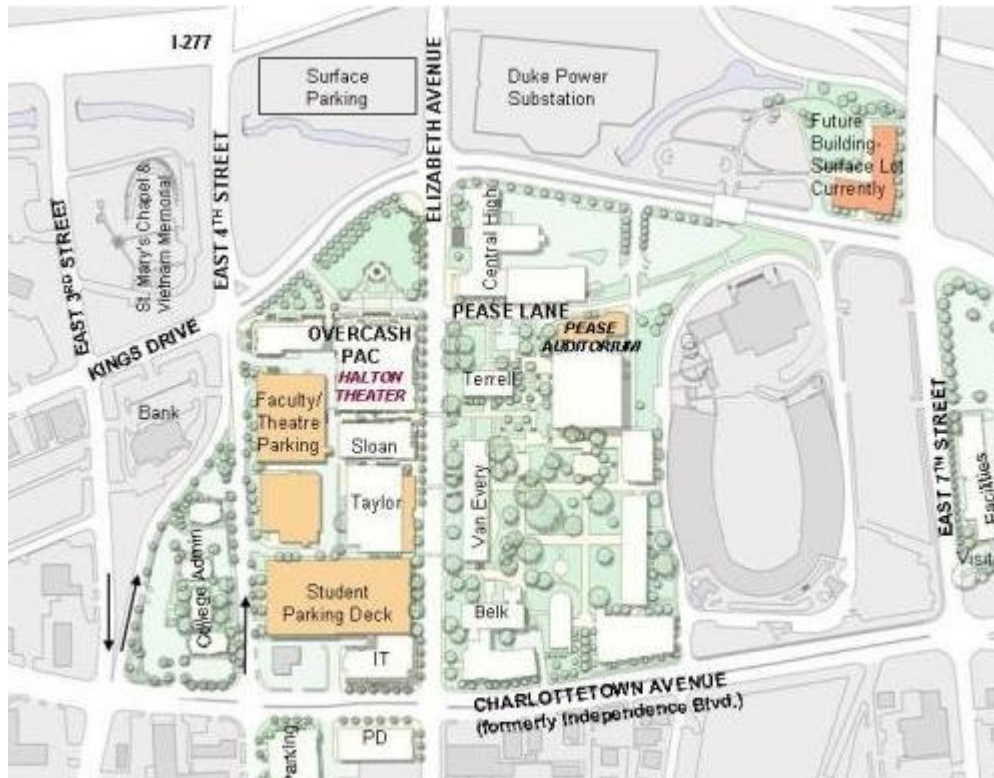 I-277
Surface
Parking
ELIZABETH AVENUE
Duke Power
Substation
Future
Building-
Surface Lot
Currently
St. Mary's Chapel &
Vietnam Memorial
EAST 4TH STREET
EAST 3RD STREET
KINGS DRIVE
Central High
PEASE LANE
PEASE
AUDITORIUM
OVERCASH
PAC
HALTON
THEATER
Terrell
Bank
Faculty/
Theatre
Parking
Sloan
Taylor
Van Every
EAST 7TH STREET
Facilities
Visit
College Admin
Student
Parking Deck
Belk
IT
CHARLOTTETOWN AVENUE
(formerly Independence Blvd.)
PD
Parking